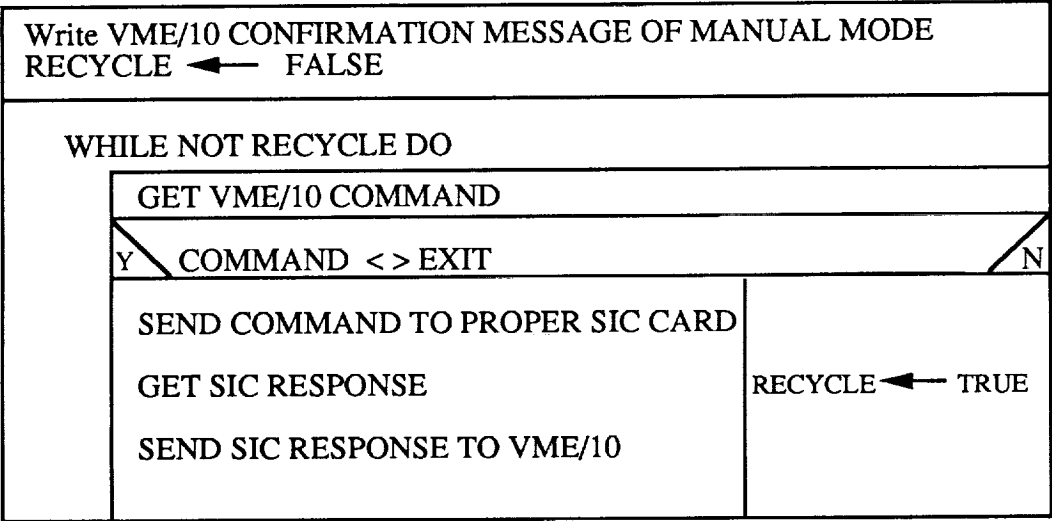 Write VME/10 CONFIRMATION MESSAGE OF MANUAL MODE
RECYCLE ◄— FALSE
WHILE NOT RECYCLE DO
GET VME/10 COMMAND
Y COMMAND < > EXIT N
SEND COMMAND TO PROPER SIC CARD
GET SIC RESPONSE
RECYCLE ◄— TRUE
SEND SIC RESPONSE TO VME/10